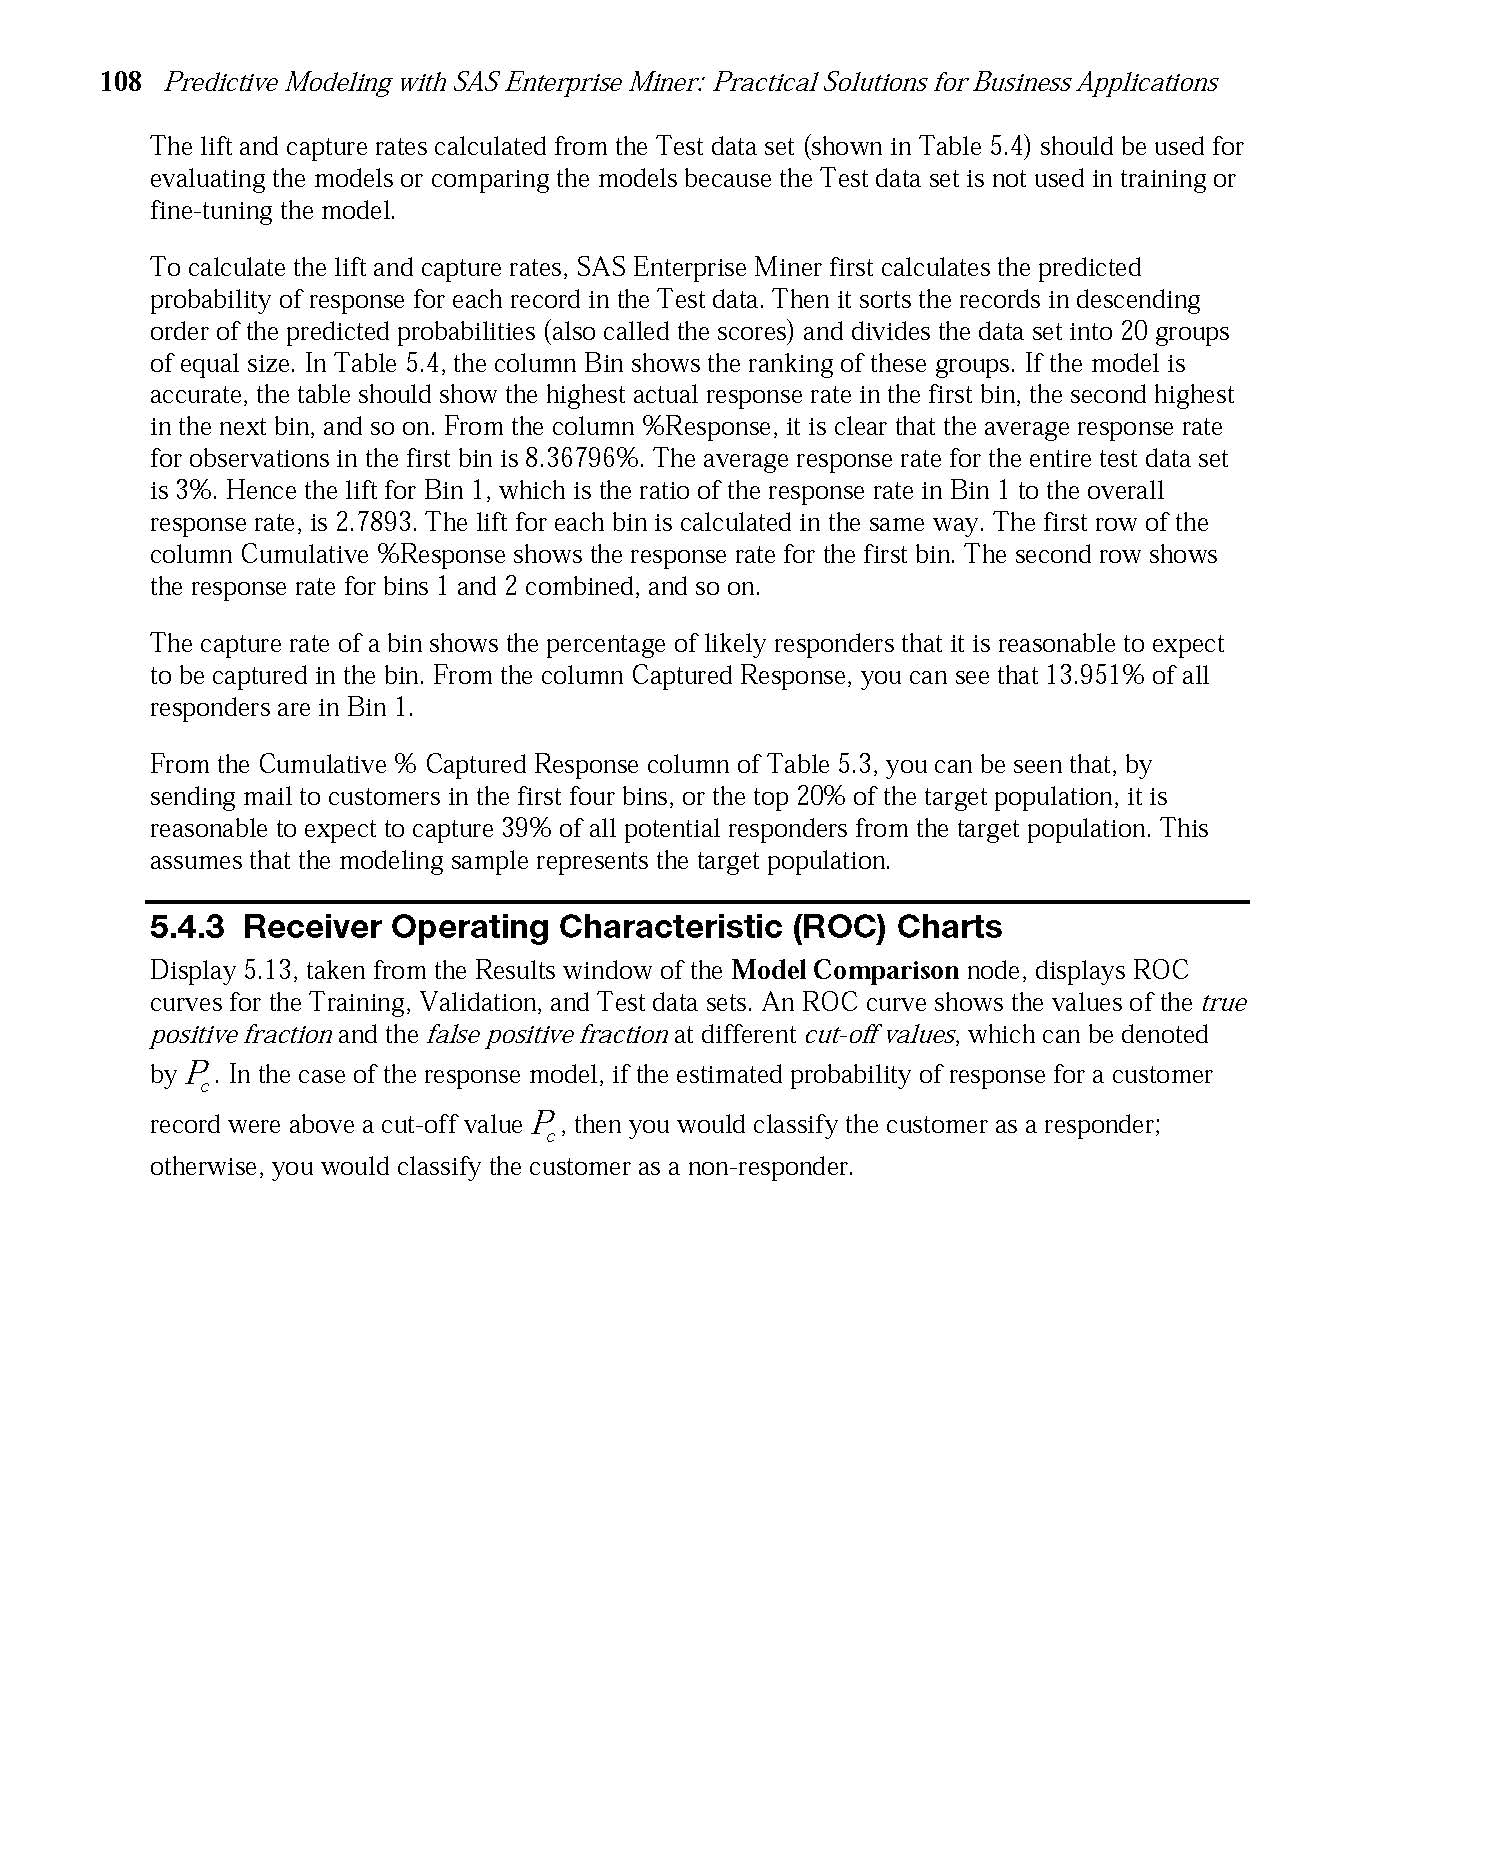 108 Predictive Modeling with SAS Enterprise Miner: Practical Solutions for Business Applications
The lift and capture rates calculated from the Test data set (shown in Table 5.4) should be used for
evaluating the models or comparing the models because the Test data set is not used in training or
fine-tuning the model.
To calculate the lift and capture rates, SAS Enterprise Miner first calculates the predicted
probability of response for each record in the Test data. Then it sorts the records in descending
order of the predicted probabilities (also called the scores) and divides the data set into 20 groups
of equal size. In Table 5.4, the column Bin shows the ranking of these groups. If the model is
accurate, the table should show the highest actual response rate in the first bin, the second highest
in the next bin, and so on. From the column %Response, it is clear that the average response rate
for observations in the first bin is 8.36796%. The average response rate for the entire test data set
is 3%. Hence the lift for Bin 1, which is the ratio of the response rate in Bin 1 to the overall
response rate, is 2.7893. The lift for each bin is calculated in the same way. The first row of the
column Cumulative %Response shows the response rate for the first bin. The second row shows
the response rate for bins 1 and 2 combined, and so on.
The capture rate of a bin shows the percentage of likely responders that it is reasonable to expect
to be captured in the bin. From the column Captured Response, you can see that 13.951% of all
responders are in Bin 1.
From the Cumulative % Captured Response column of Table 5.3, you can be seen that, by
sending mail to customers in the first four bins, or the top 20% of the target population, it is
reasonable to expect to capture 39% of all potential responders from the target population. This
assumes that the modeling sample represents the target population.
5.4.3 Receiver Operating Characteristic (ROC) Charts
Display 5.13, taken from the Results window of the Model Comparison node, displays ROC
curves for the Training, Validation, and Test data sets. An ROC curve shows the values of the true
positive fraction and the false positive fraction at different cut-off values, which can be denoted
by P_c. In the case of the response model, if the estimated probability of response for a customer
record were above a cut-off value P_c, then you would classify the customer as a responder;
otherwise, you would classify the customer as a non-responder.